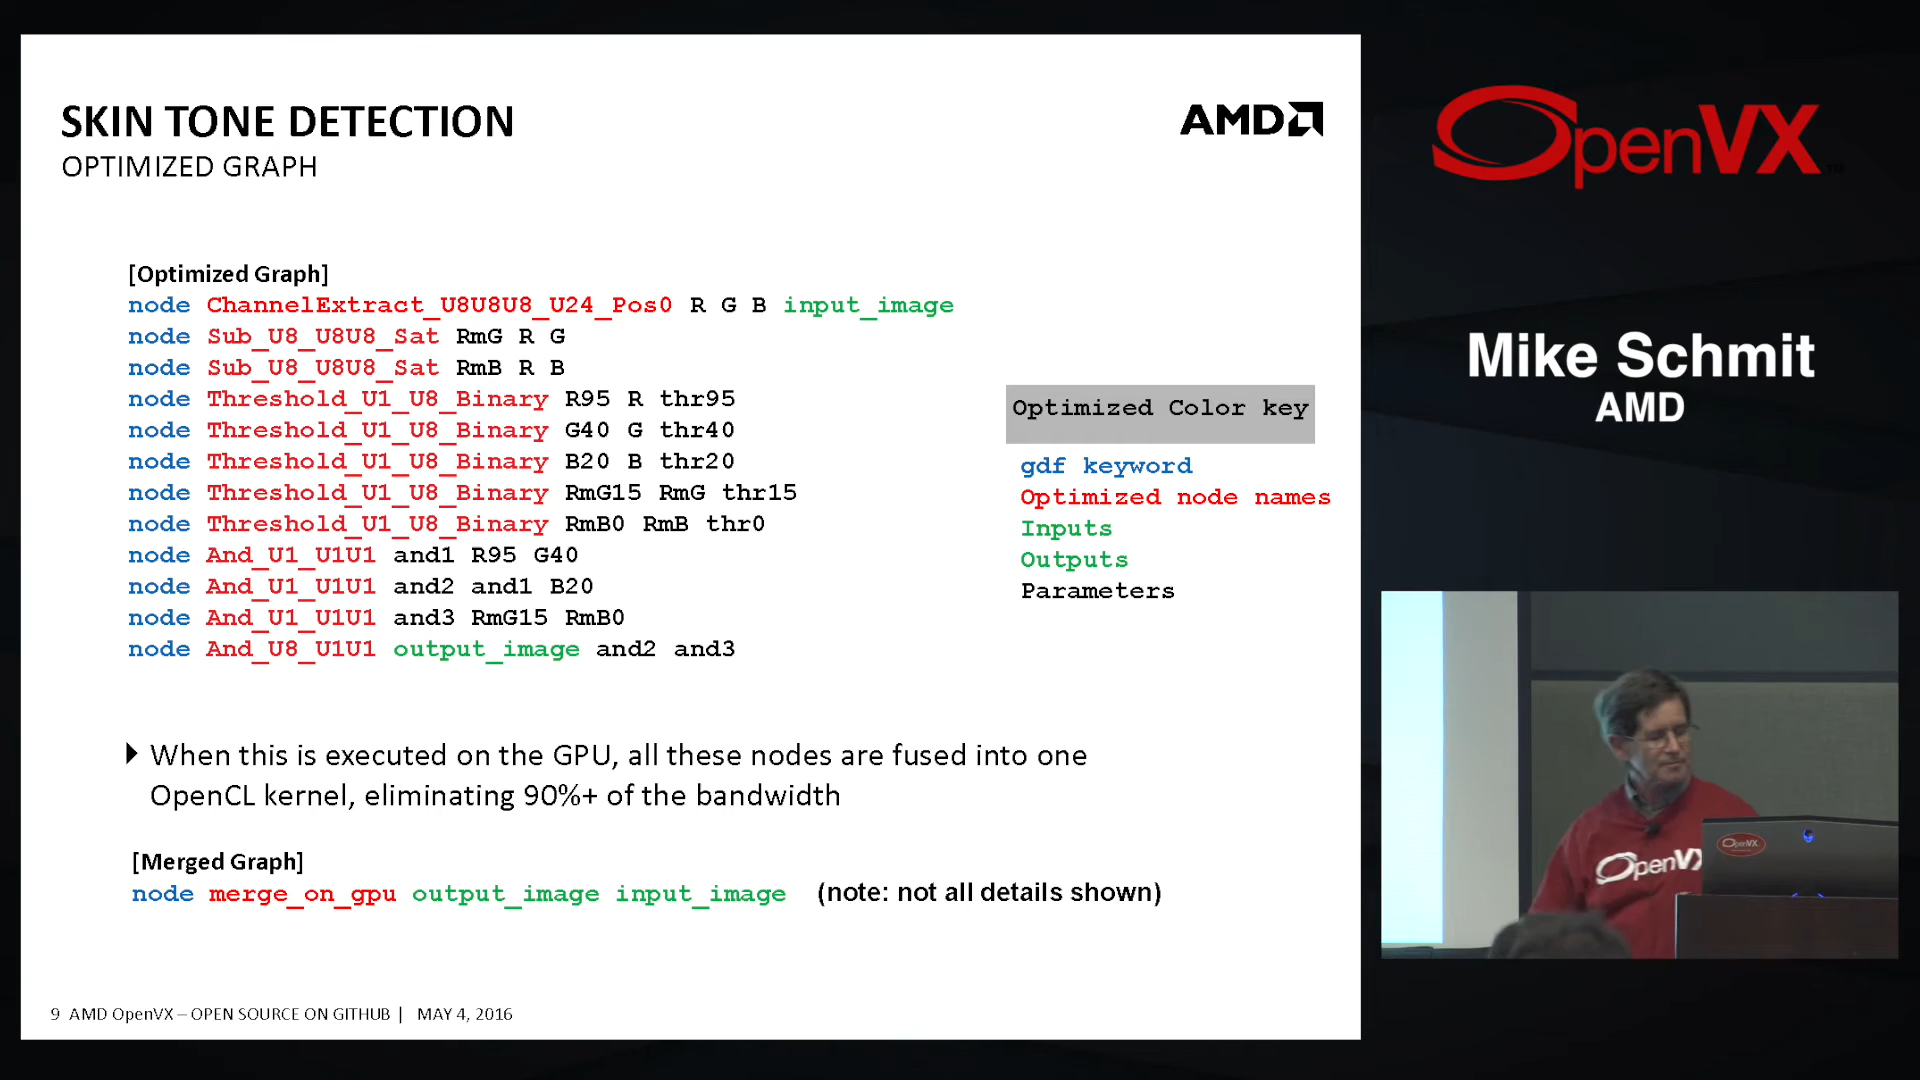 SKIN TONE DETECTION
OPTIMIZED GRAPH
AMD
[Optimized Graph]
node ChannelExtract_U8U8U8_U24_Pos0 R G B input_image
node Sub_U8_U8U8_Sat RmG R G
node Sub_U8_U8U8_Sat RmB R B
node Threshold_U1_U8_Binary R95 R thr95
node Threshold_U1_U8_Binary G40 G thr40
node Threshold_U1_U8_Binary B20 B thr20
node Threshold_U1_U8_Binary RmG15 RmG thr15
node Threshold_U1_U8_Binary RmB0 RmB thr0
node And_U1_U1U1 and1 R95 G40
node And_U1_U1U1 and2 and1 B20
node And_U1_U1U1 and3 RmG15 RmB0
node And_U8_U1U1 output_image and2 and3
Optimized Color key
gdf keyword
Optimized node names
Inputs
Outputs
Parameters
When this is executed on the GPU, all these nodes are fused into one
OpenCL kernel, eliminating 90%+ of the bandwidth
[Merged Graph]
node merge_on_gpu output_image input_image (note: not all details shown)
9 AMD OpenVX – OPEN SOURCE ON GITHUB | MAY 4, 2016
OpenVX™
Mike Schmit
AMD
OpenVX
OpenVX